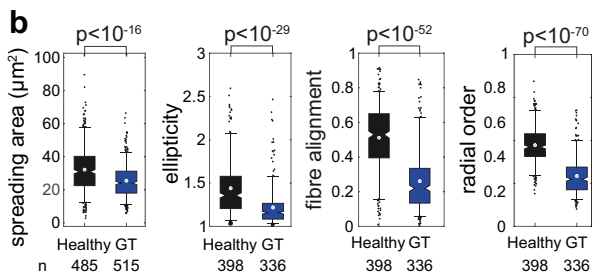 b
p<10-16
p<10-29
p<10-52
p<10-70
spreading area (μm2)
100
80
60
40
20
0
Healthy GT
n 485 515
ellipticity
3
2.5
2
1.5
1
Healthy GT
398 336
fibre alignment
1
0.8
0.6
0.4
0.2
0
Healthy GT
398 336
radial order
1
0.8
0.6
0.4
0.2
0
Healthy GT
398 336